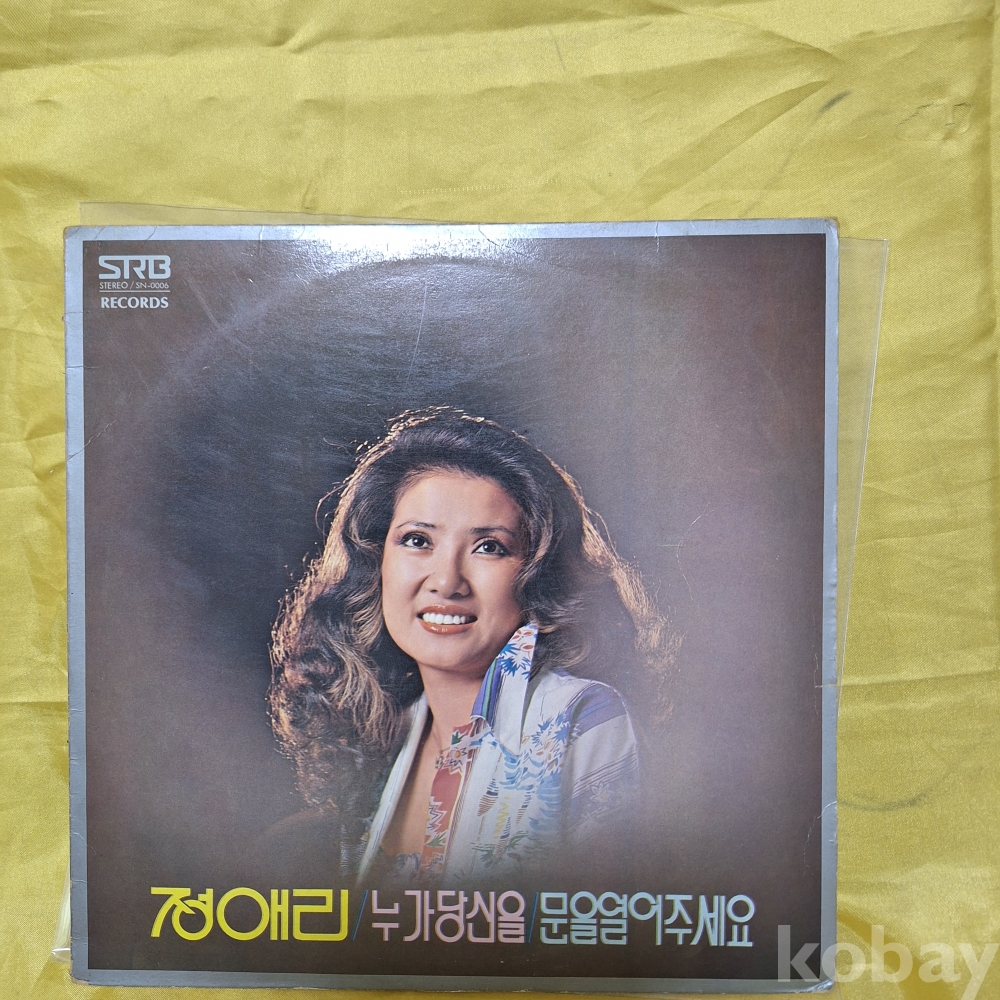 SRB
STEREO / SN-0006
RECORDS
정애리 / 누가당신을 / 문을열어주세요
kobay